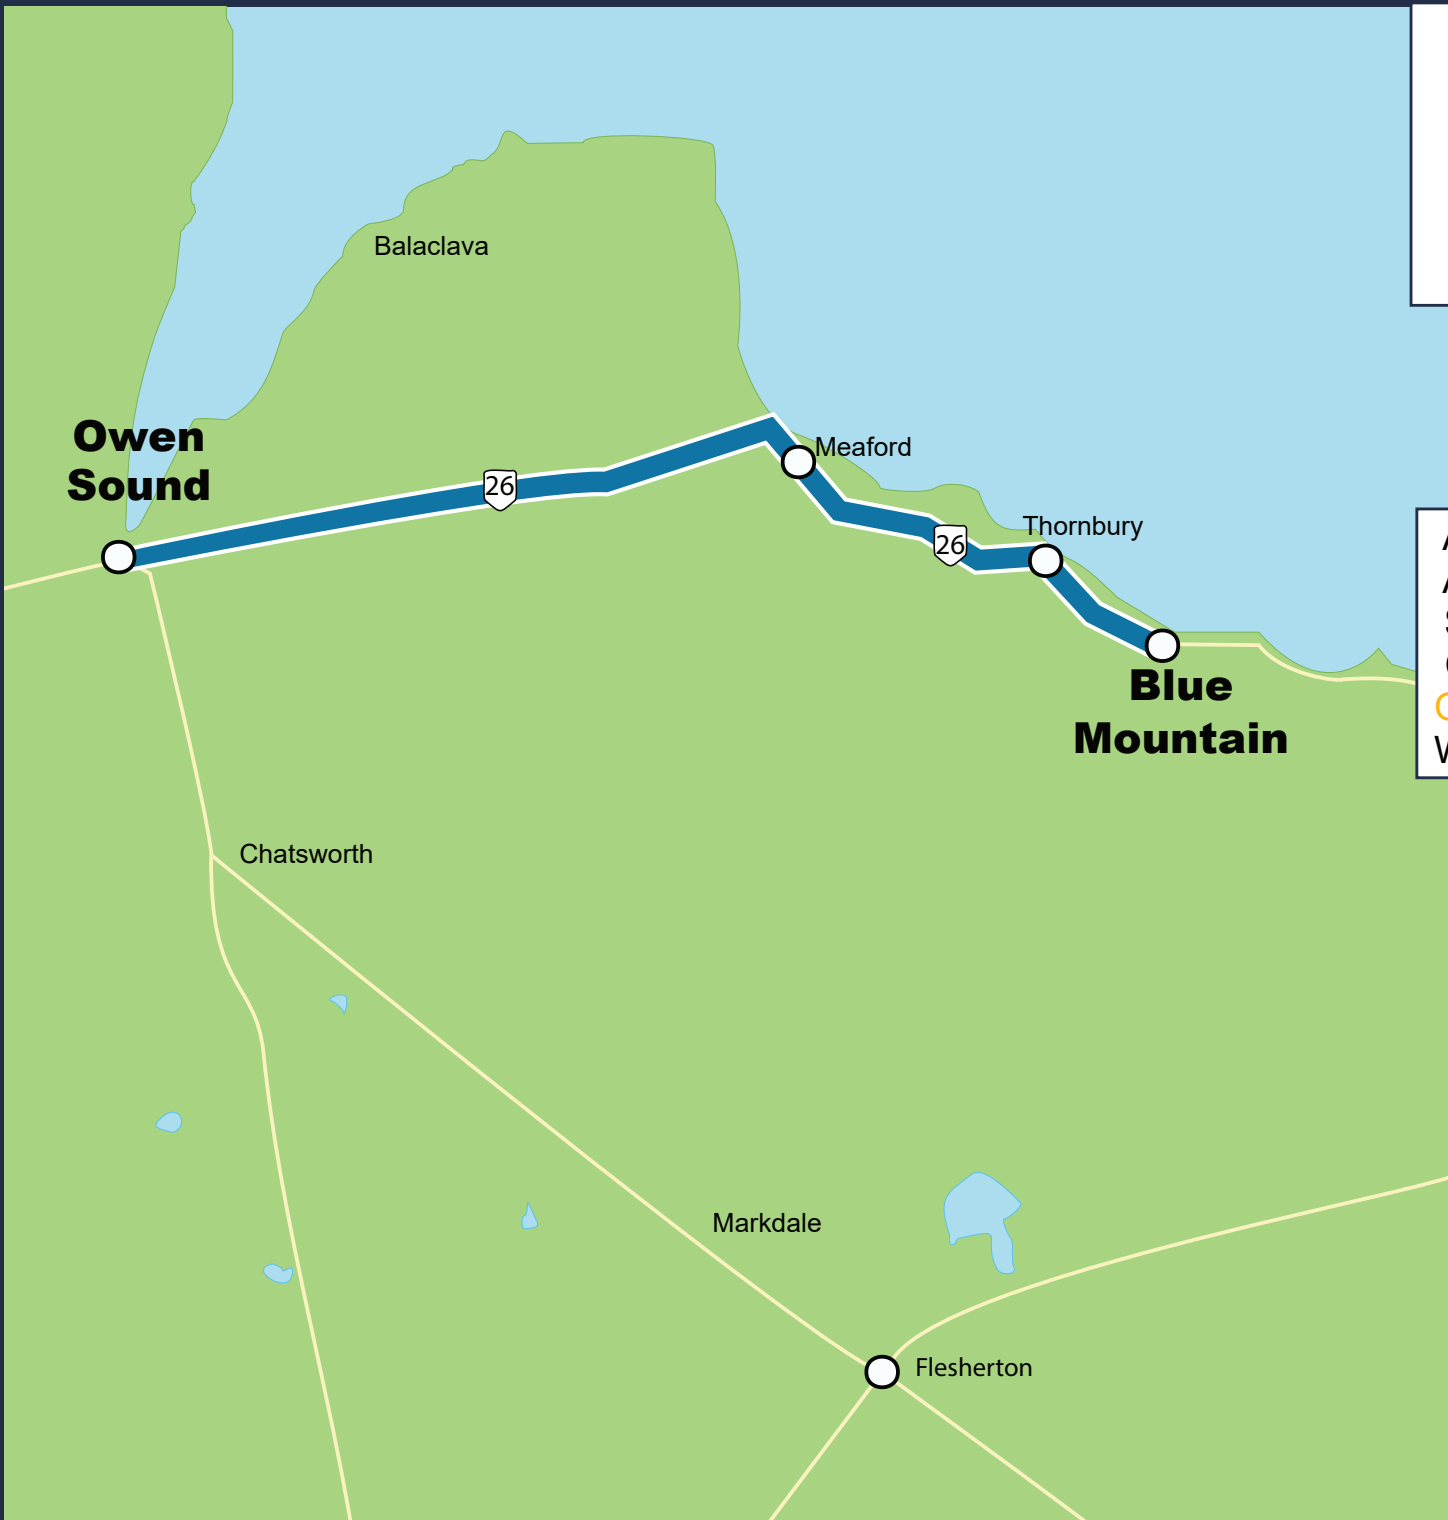 Balaclava
Owen
Sound
Meaford
26
Thornbury
26
Blue
Mountain
Chatsworth
Markdale
Flesherton